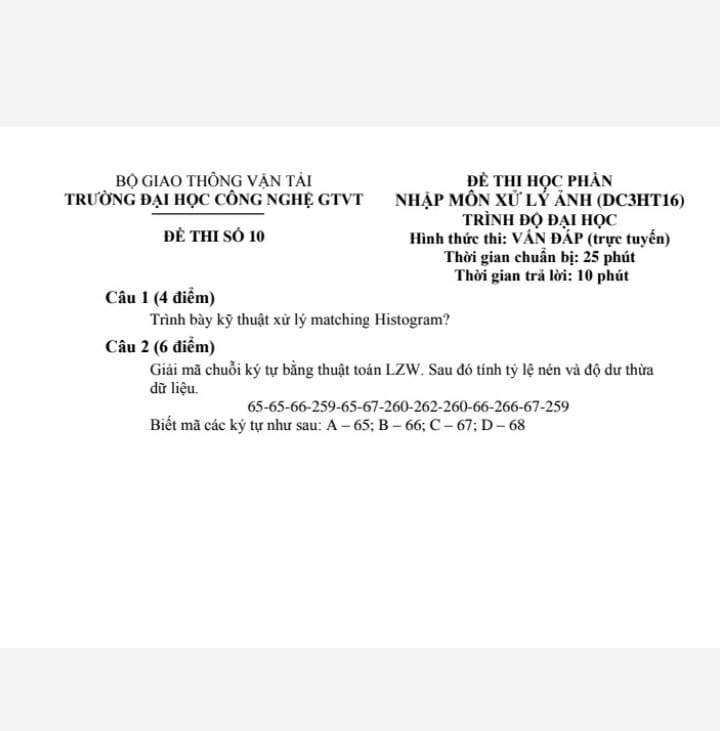 BỘ GIAO THÔNG VẬN TẢI
TRƯỜNG ĐẠI HỌC CÔNG NGHỆ GTVT
ĐỀ THI SỐ 10
ĐỀ THI HỌC PHẦN
NHẬP MÔN XỬ LÝ ẢNH (DC3HT16)
TRÌNH ĐỘ ĐẠI HỌC
Hình thức thi: VẤN ĐÁP (trực tuyến)
Thời gian chuẩn bị: 25 phút
Thời gian trả lời: 10 phút
Câu 1 (4 điểm)
Trình bày kỹ thuật xử lý matching Histogram?
Câu 2 (6 điểm)
Giải mã chuỗi ký tự bằng thuật toán LZW. Sau đó tính tỷ lệ nén và độ dư thừa
dữ liệu.
65-65-66-259-65-67-260-262-260-66-266-67-259
Biết mã các ký tự như sau: A – 65; B – 66; C – 67; D – 68